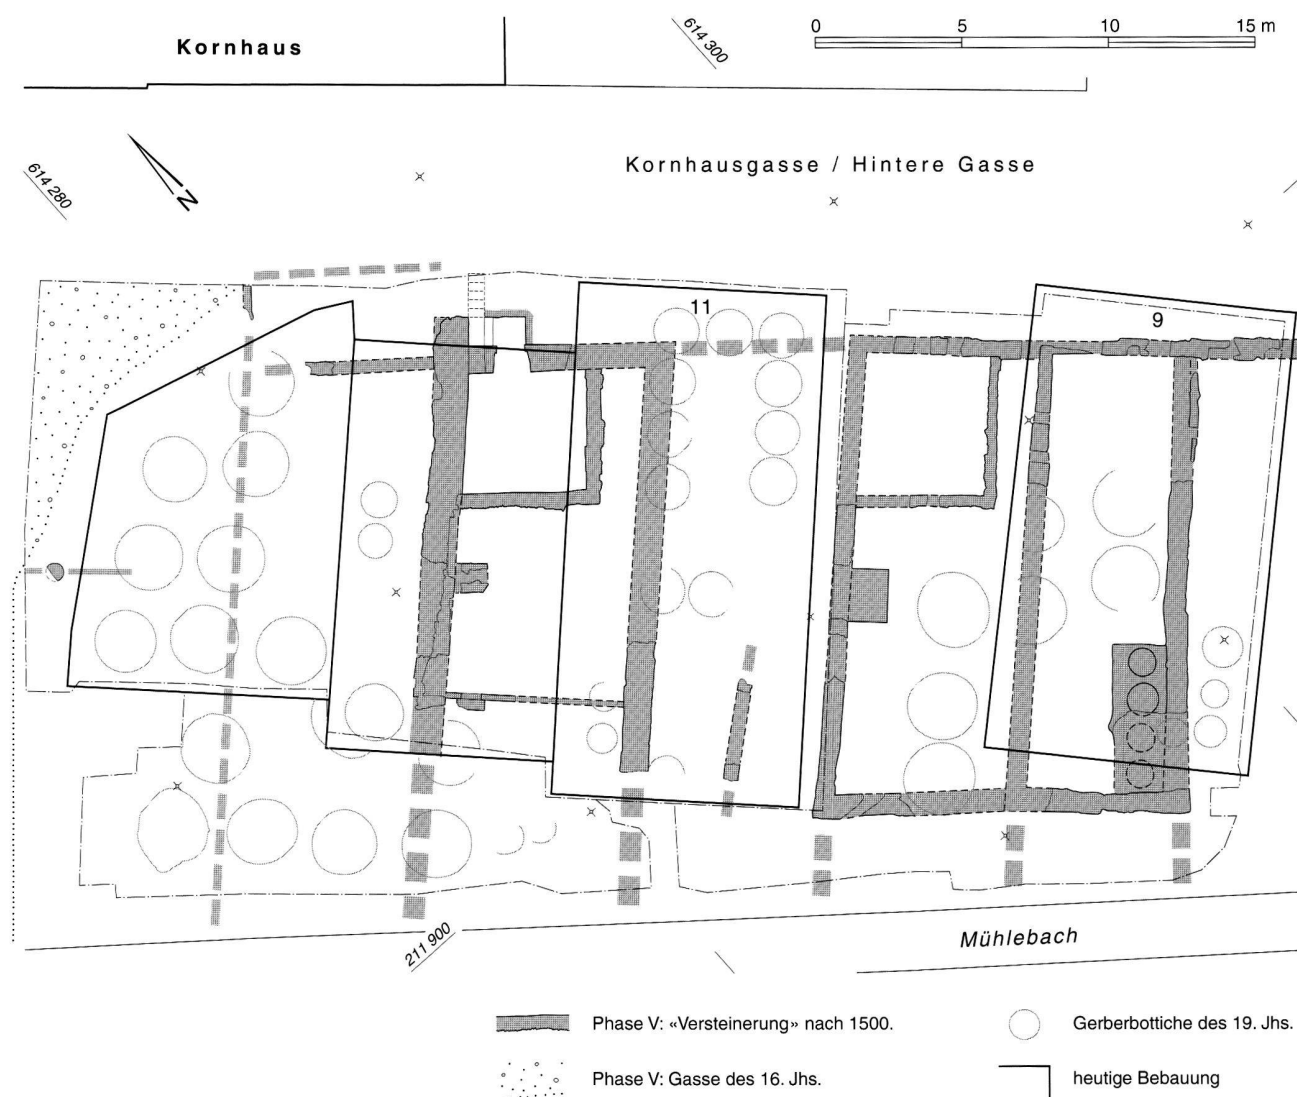 Kornhaus
614 300
0 5 10 15 m
614 280
N
Kornhausgasse / Hintere Gasse
11
9
211 900
Mühlebach
Phase V: «Versteinerung» nach 1500.
Gerberbottiche des 19. Jhs.
Phase V: Gasse des 16. Jhs.
heutige Bebauung